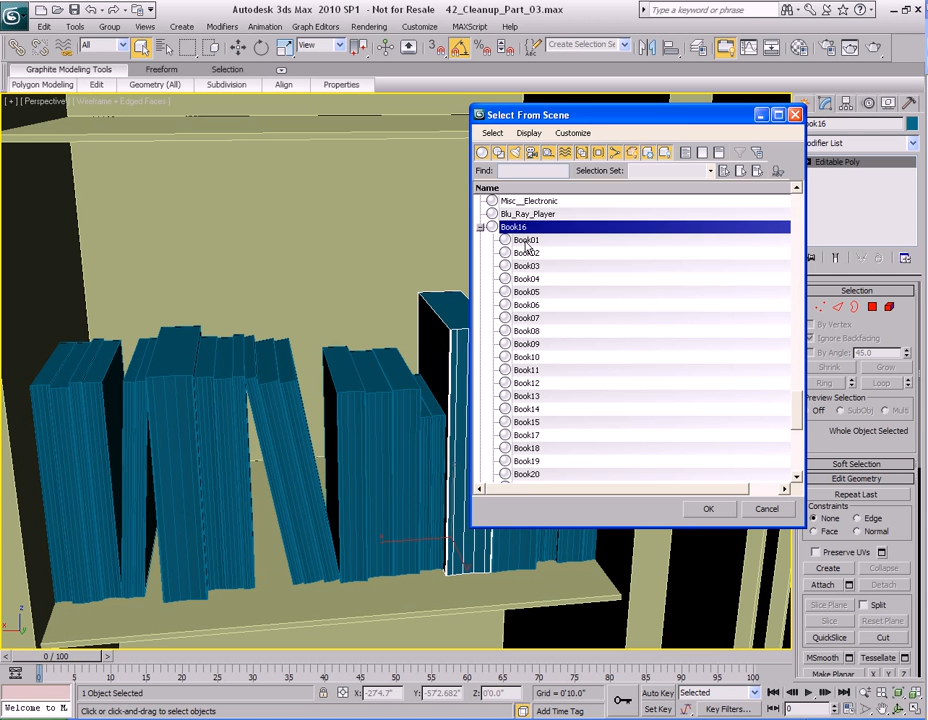 Autodesk 3ds Max 2010 SP1 - Not for Resale 42_Cleanup_Part_03.max
Type a keyword or phrase
Edit Tools Group Views Create Modifiers Animation Graph Editors Rendering Customize MAXScript Help
All View Create Selection Se
Graphite Modeling Tools Freeform Selection
Polygon Modeling Edit Geometry (All) Subdivision Align Properties
[ + ] [ Perspective ] [ Wireframe + Edged Faces ]
Select From Scene
Select Display Customize
Find: Selection Set:
Name
Misc__Electronic
Blu_Ray_Player
Book16
Book01
Book02
Book03
Book04
Book05
Book06
Book07
Book08
Book09
Book10
Book11
Book12
Book13
Book14
Book15
Book17
Book18
Book19
Book20
OK Cancel
ook16
odifier List
Editable Poly
Selection
By Vertex
Ignore Backfacing
By Angle: 45.0
Shrink Grow
Ring Loop
Preview Selection
Off SubObj Multi
Whole Object Selected
Soft Selection
Edit Geometry
Repeat Last
Constraints
None Edge
Face Normal
Preserve UVs
Create Collapse
Attach Detach
Slice Plane Split
Slice Reset Plane
QuickSlice Cut
MSmooth Tessellate
Make Planar X Y Z
z
x
y
0 / 100
0 5 10 15 20 25 30 35 40 45 50 55 60 65 70 75 80 85 90 95 100
1 Object Selected X: -274.7" Y: -572.682" Z: 0'0.0" Grid = 0'10.0" Auto Key Selected
Welcome to M Click or click-and-drag to select objects Add Time Tag Set Key Key Filters... 0